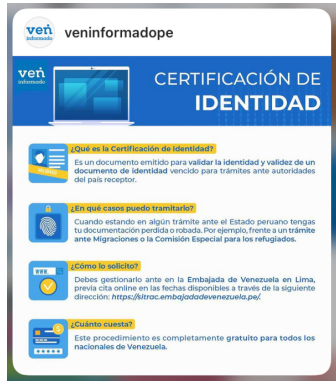 ven
informado
veninformadope
ven
informado
CERTIFICACIÓN DE
IDENTIDAD
¿Qué es la Certificación de Identidad?
Es un documento emitido para validar la identidad y validez de un
documento de identidad vencido para trámites ante autoridades
del país receptor.
¿En qué casos puedo tramitarlo?
Cuando estando en algún trámite ante el Estado peruano tengas
tu documentación perdida o robada. Por ejemplo, frente a un trámite
ante Migraciones o la Comisión Especial para los refugiados.
WWW.
¿Cómo lo solicito?
Debes gestionarlo ante en la Embajada de Venezuela en Lima,
previa cita online en las fechas disponibles a través de la siguiente
dirección: https://sitrac.embajadadevenezuela.pe/.
¿Cuánto cuesta?
Este procedimiento es completamente gratuito para todos los
nacionales de Venezuela.